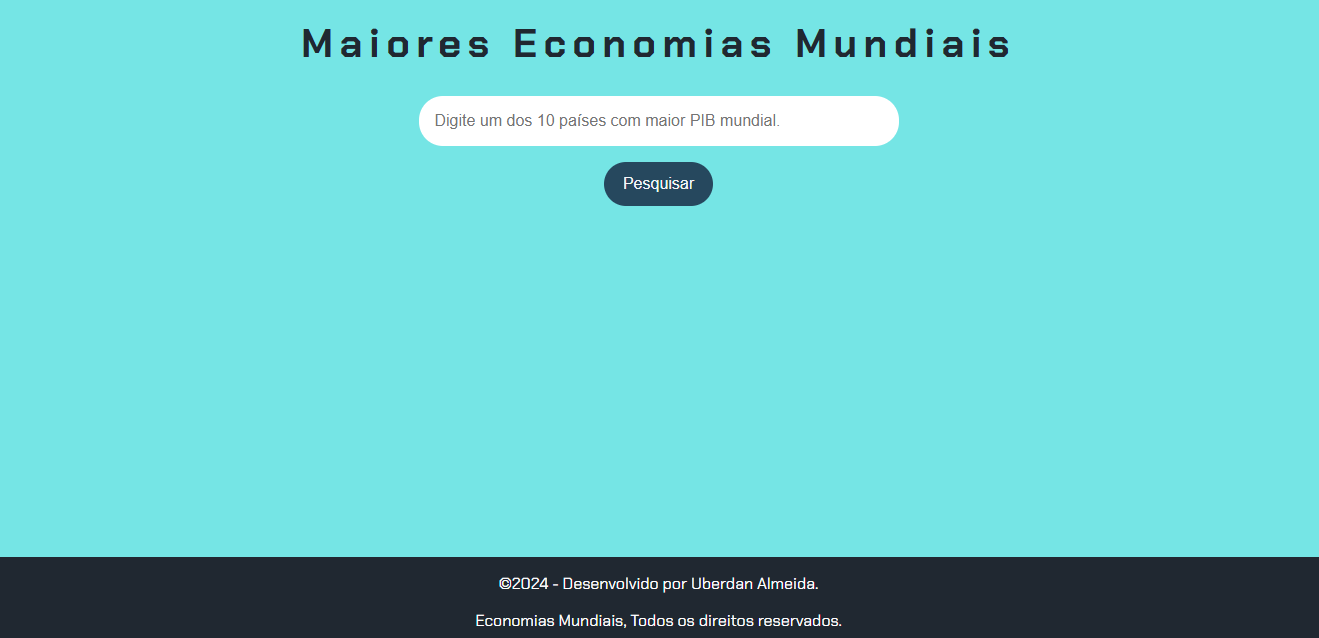 Maiores Economias Mundiais
Digite um dos 10 países com maior PIB mundial.
Pesquisar
©2024 - Desenvolvido por Uberdan Almeida.
Economias Mundiais, Todos os direitos reservados.